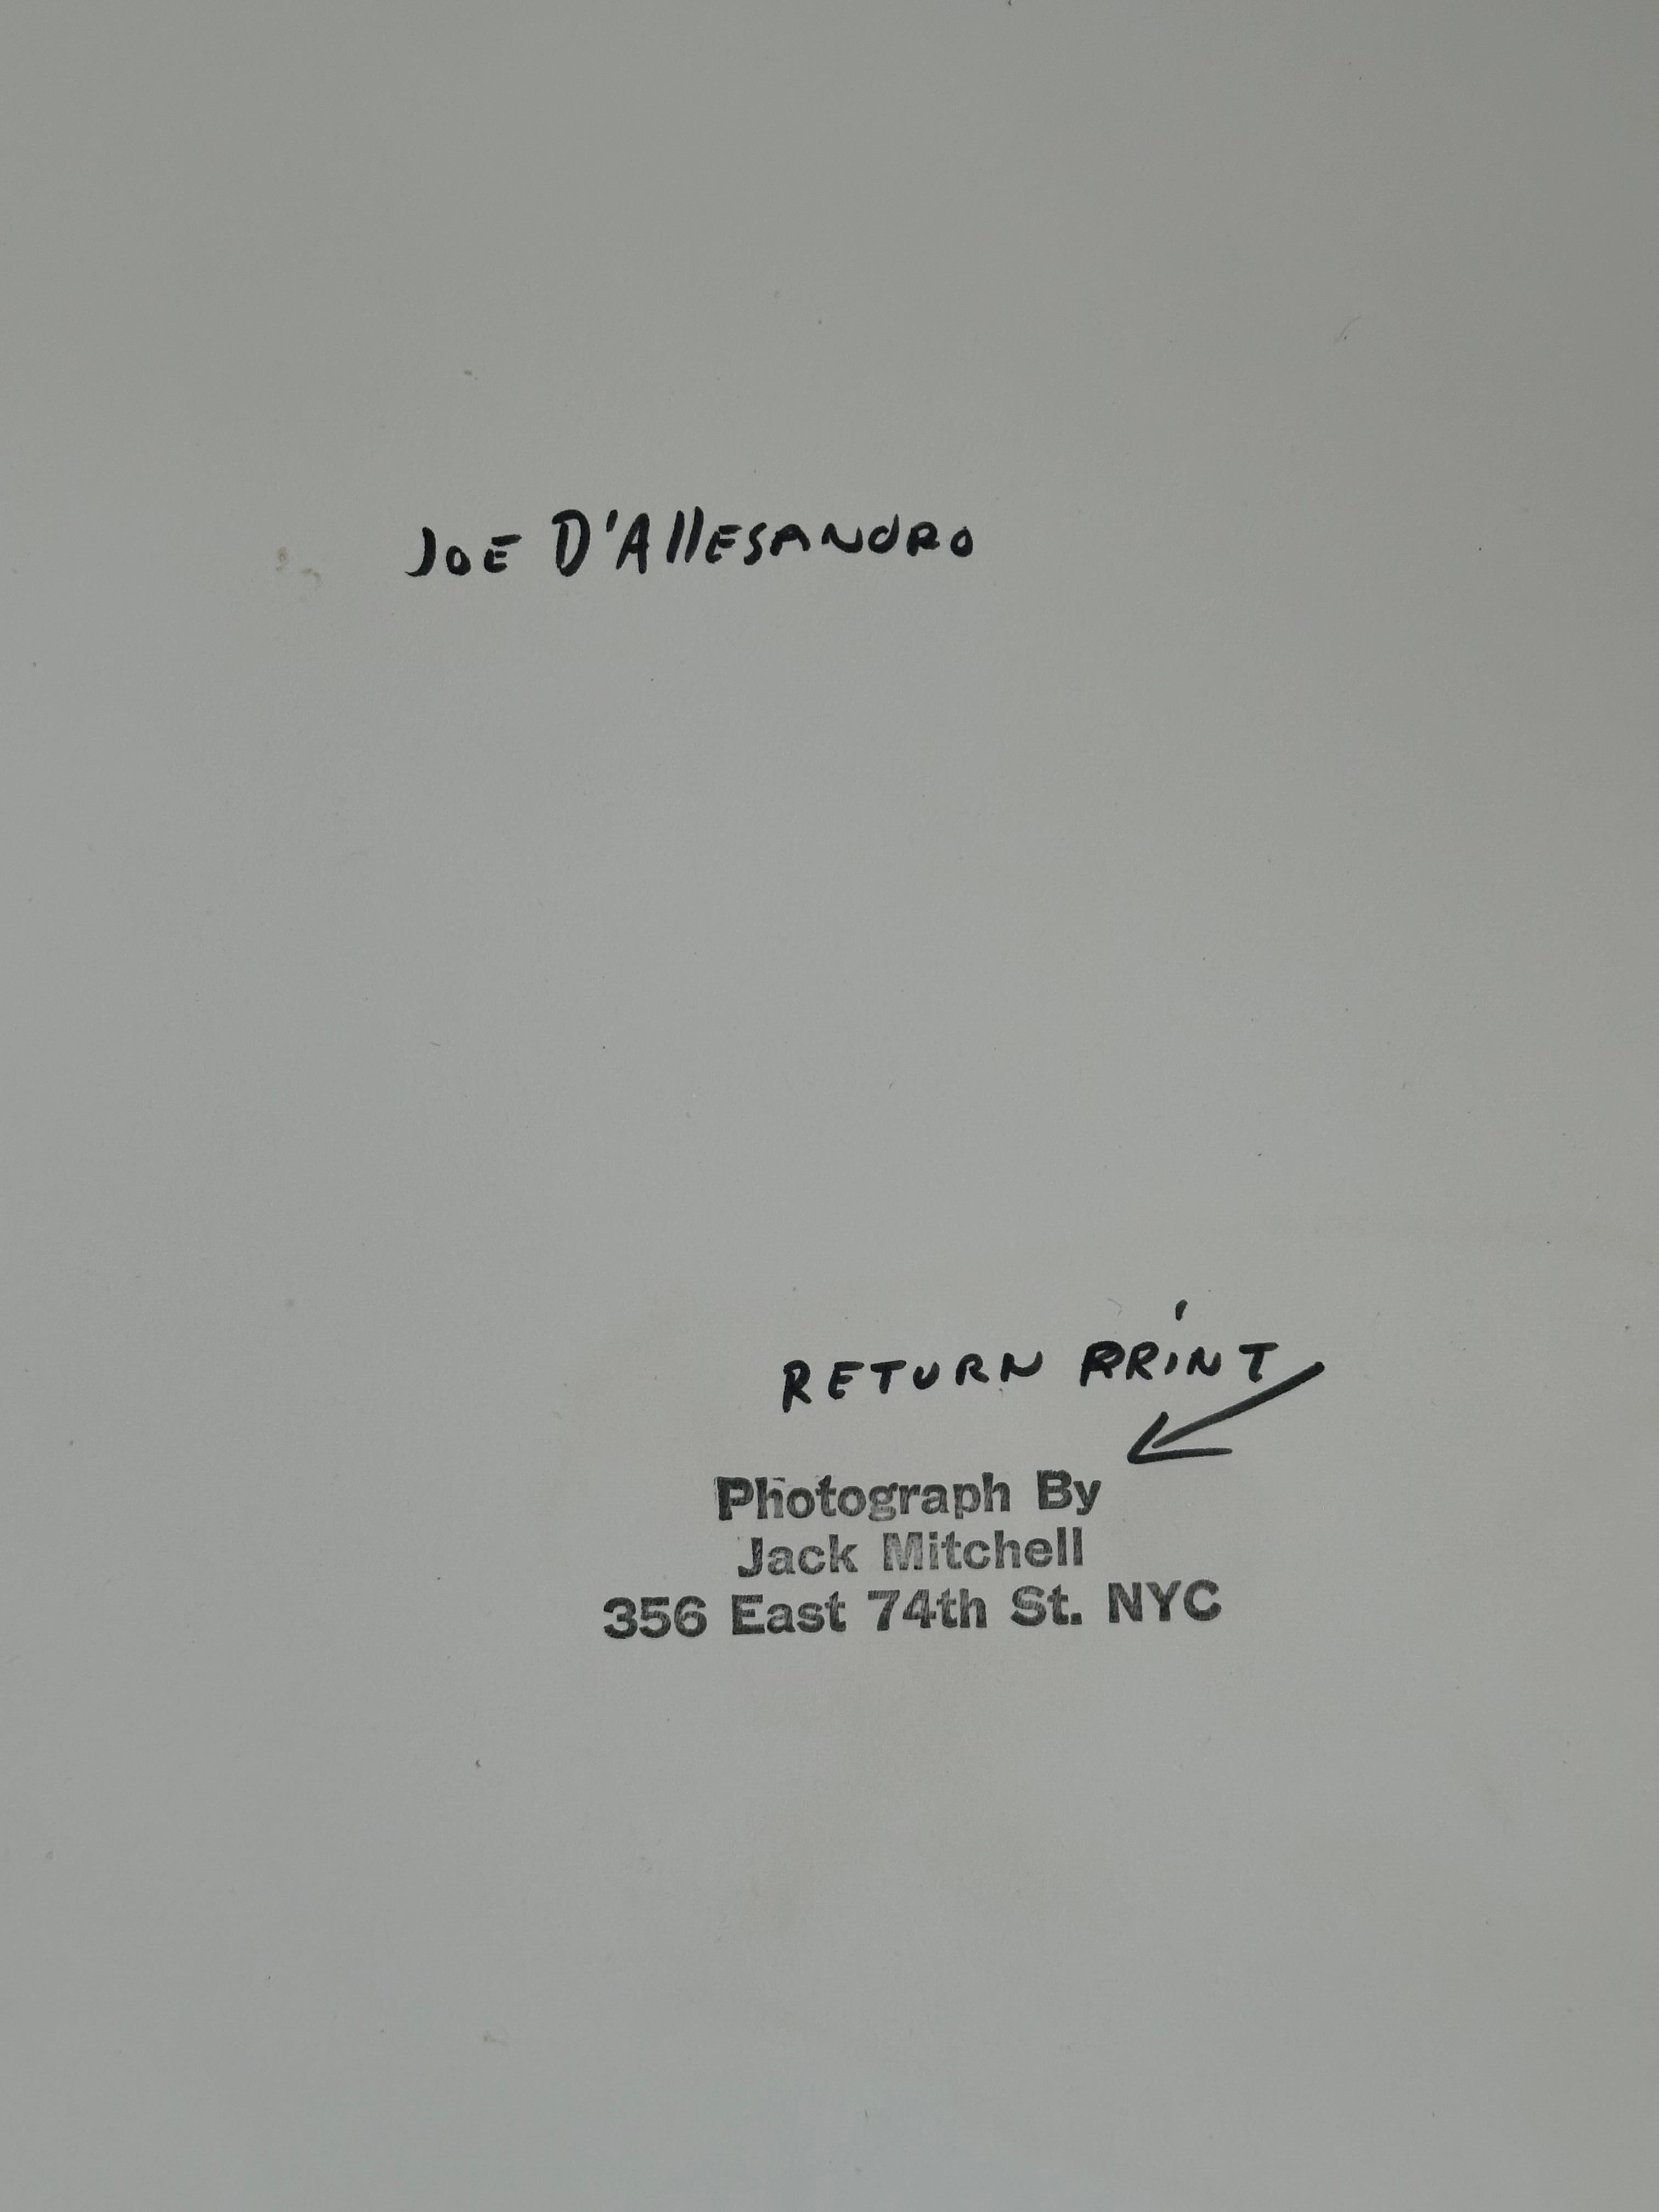 JOE D'AllESANDRO
RETURN PRINT
Photograph By
Jack Mitchell
356 East 74th St. NYC